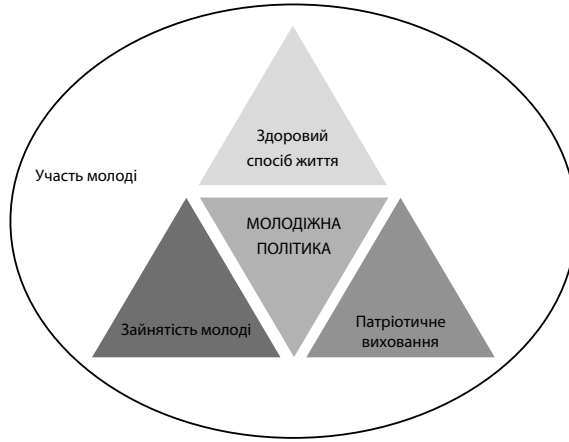 Здоровий
спосіб життя
Участь молоді
МОЛОДІЖНА
ПОЛІТИКА
Зайнятість молоді
Патріотичне
виховання